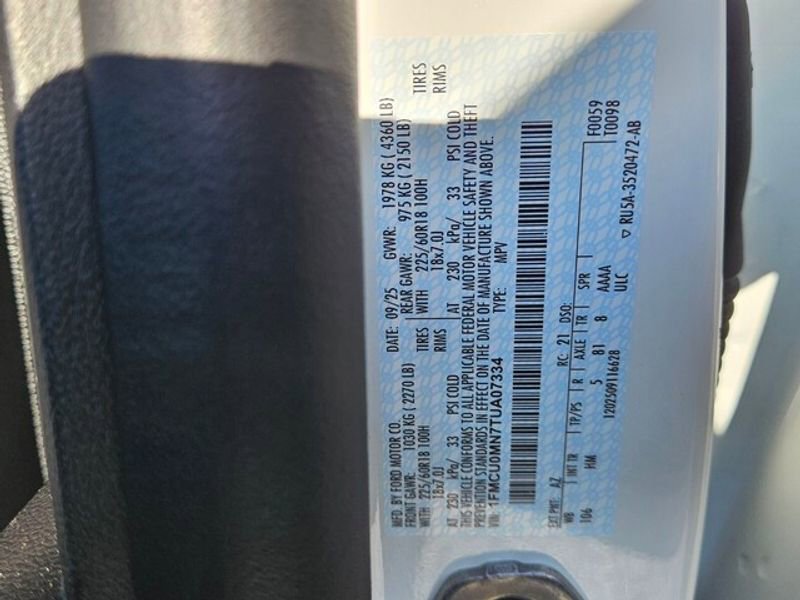 MFD. BY FORD MOTOR CO.
DATE: 09/25 GVWR: 1978 KG ( 4360 LB)
FRONT GAWR: 1030 KG ( 2270 LB) REAR GAWR: 975 KG ( 2150 LB)
WITH 225/60R18 100H TIRES WITH 225/60R18 100H TIRES
18x7.0J RIMS 18x7.0J RIMS
AT 230 kPa/ 33 PSI COLD AT 230 kPa/ 33 PSI COLD
THIS VEHICLE CONFORMS TO ALL APPLICABLE FEDERAL MOTOR VEHICLE SAFETY AND THEFT
PREVENTION STANDARDS IN EFFECT ON THE DATE OF MANUFACTURE SHOWN ABOVE.
VIN: 1FMCU0MN7TUA07334 TYPE: MPV
EXT PNT: AZ RC: 21 DSO: F0059
WB INT TR TP/PS R AXLE TR SPR T0098
106 HM 5 81 8 AAAA
1202509116628 ULC
▽ RU5A-3520472-AB